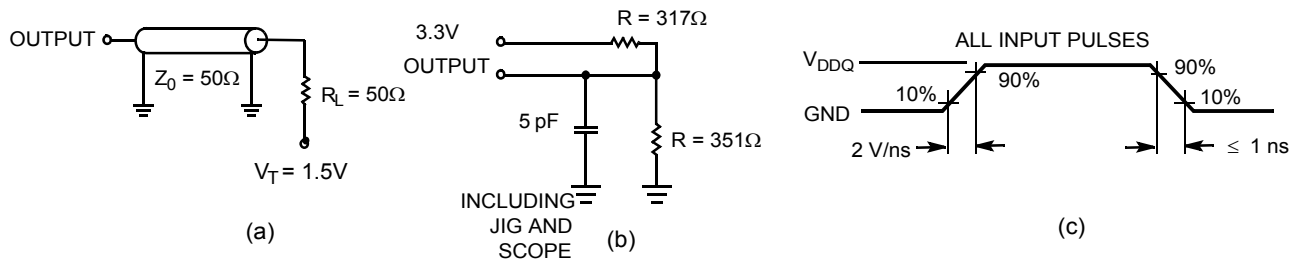 OUTPUT
Z0 = 50Ω
RL = 50Ω
VT = 1.5V
(a)
R = 317Ω
3.3V
OUTPUT
5 pF
R = 351Ω
INCLUDING
JIG AND
SCOPE
(b)
ALL INPUT PULSES
VDDQ
GND
10%
90%
90%
10%
2 V/ns
≤ 1 ns
(c)